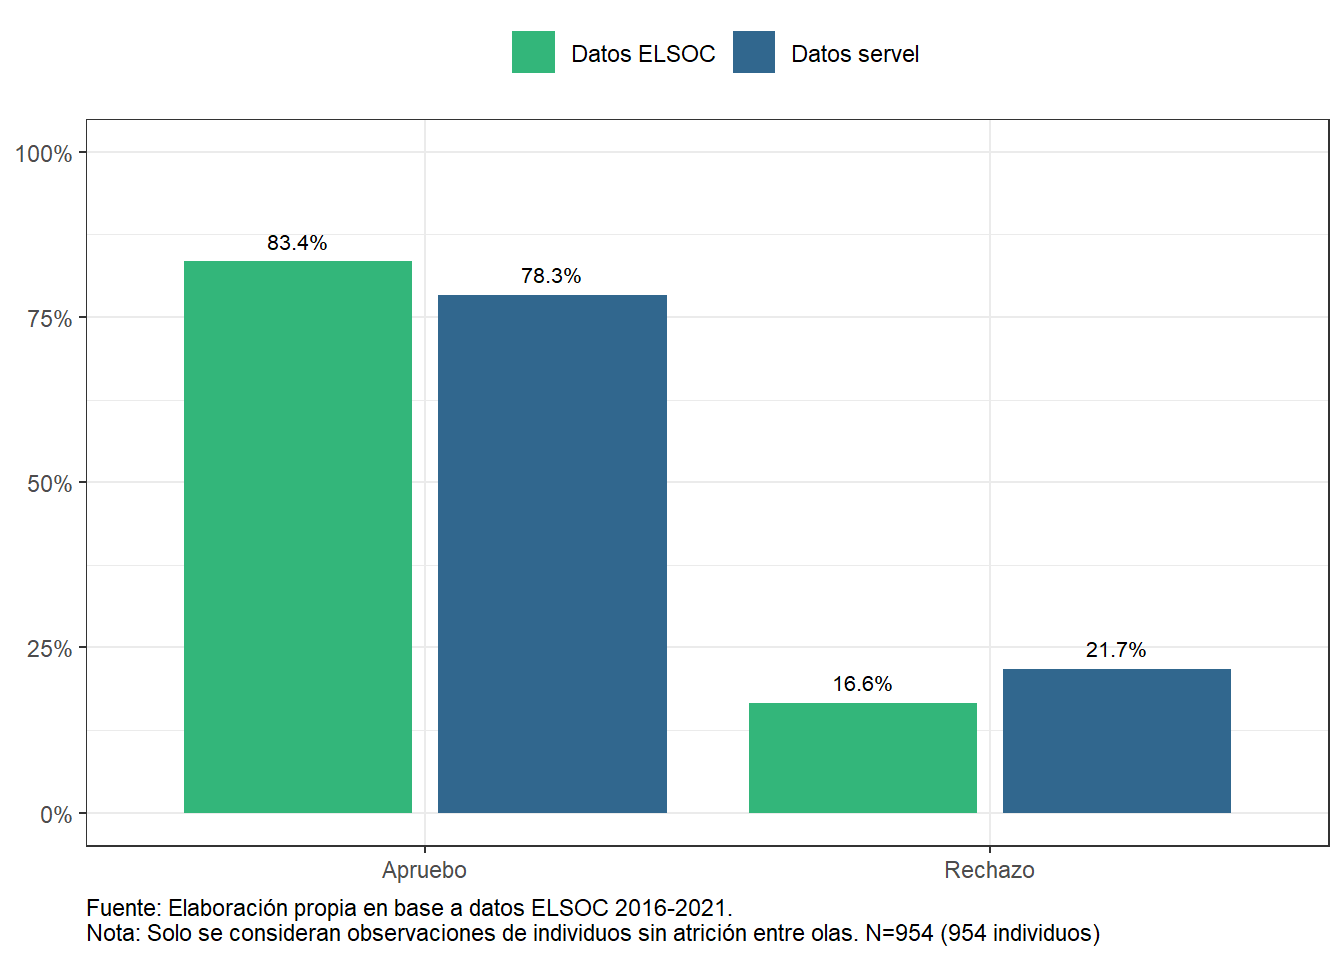 Datos ELSOC Datos servel
100%
83.4%
78.3%
75%
50%
25%
21.7%
16.6%
0%
Apruebo Rechazo
Fuente: Elaboración propia en base a datos ELSOC 2016-2021.
Nota: Solo se consideran observaciones de individuos sin atrición entre olas. N=954 (954 individuos)